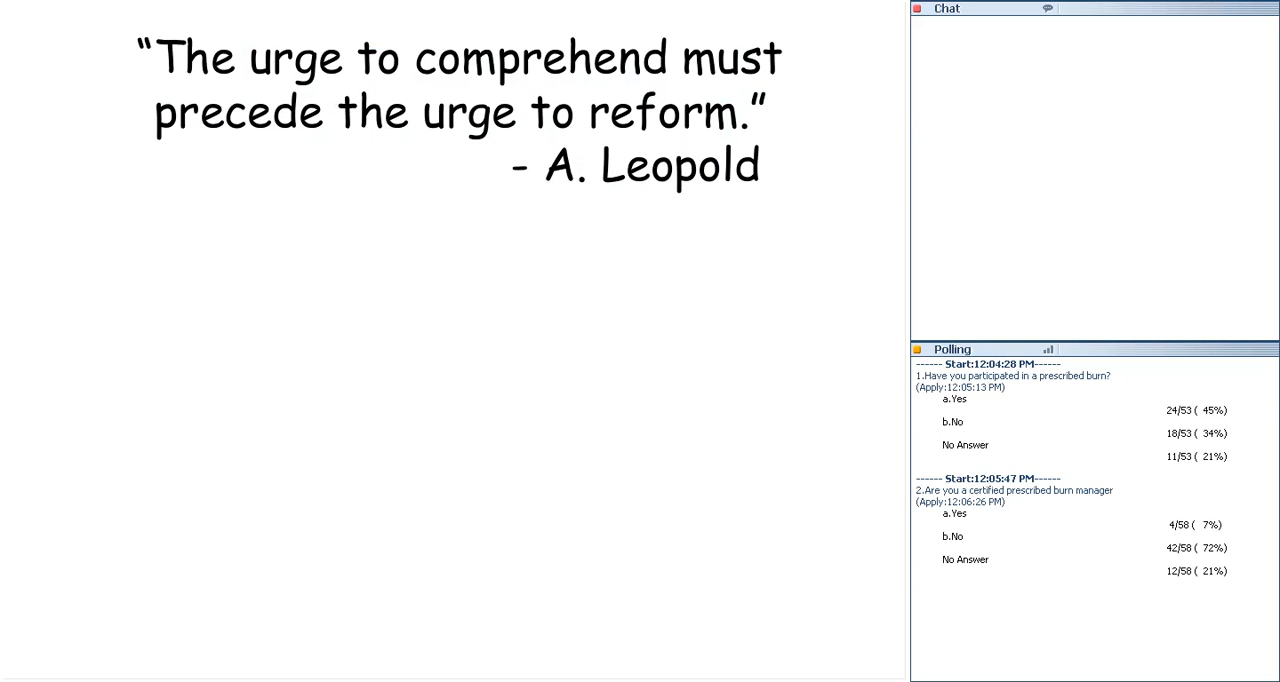 “The urge to comprehend must
precede the urge to reform.”
- A. Leopold
Chat
Polling
------ Start:12:04:28 PM------
1.Have you participated in a prescribed burn?
(Apply:12:05:13 PM)
a.Yes
24/53 ( 45%)
b.No
18/53 ( 34%)
No Answer
11/53 ( 21%)
------ Start:12:05:47 PM------
2.Are you a certified prescribed burn manager
(Apply:12:06:26 PM)
a.Yes
4/58 ( 7%)
b.No
42/58 ( 72%)
No Answer
12/58 ( 21%)